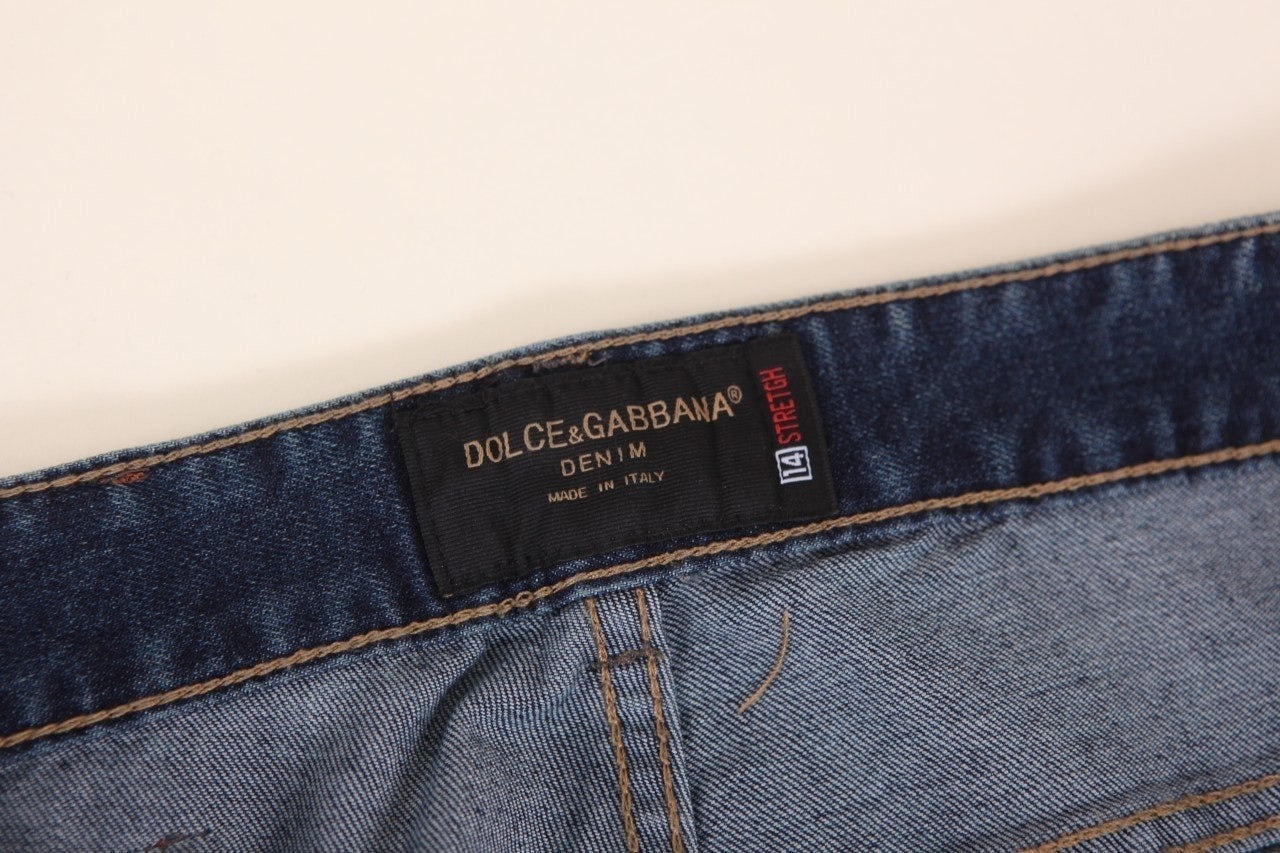 DOLCE&GABBANA®
DENIM
MADE IN ITALY
14 STRETGH